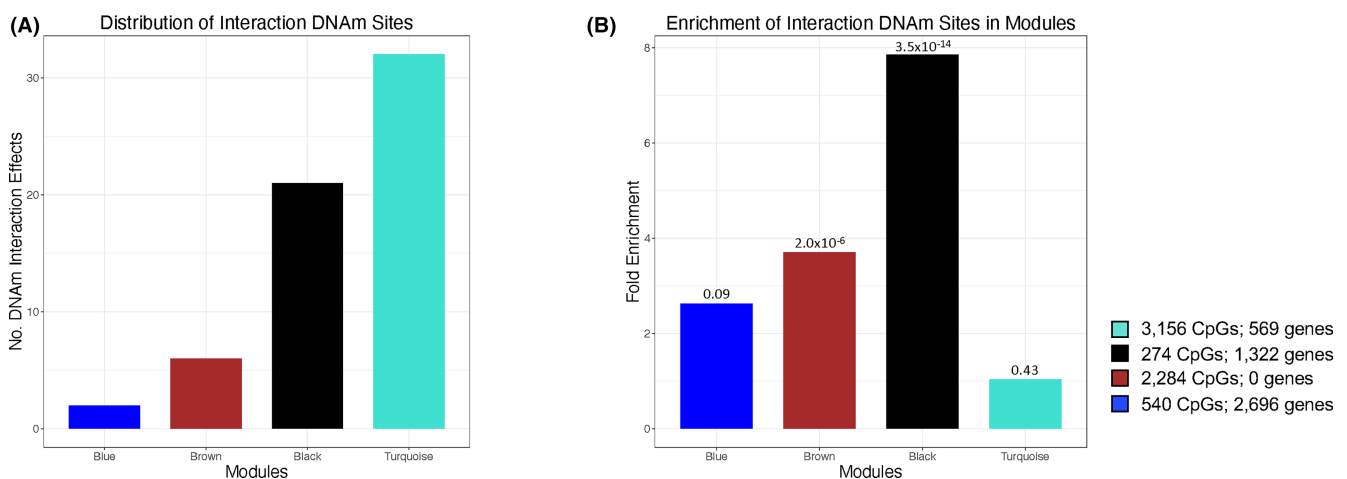 (A)
Distribution of Interaction DNAm Sites
No. DNAm Interaction Effects
30
20
10
0
Blue Brown Black Turquoise
Modules
(B)
Enrichment of Interaction DNAm Sites in Modules
Fold Enrichment
8
6
4
2
0
0.09
2.0x10-6
3.5x10-14
0.43
Blue Brown Black Turquoise
Modules
3,156 CpGs; 569 genes
274 CpGs; 1,322 genes
2,284 CpGs; 0 genes
540 CpGs; 2,696 genes